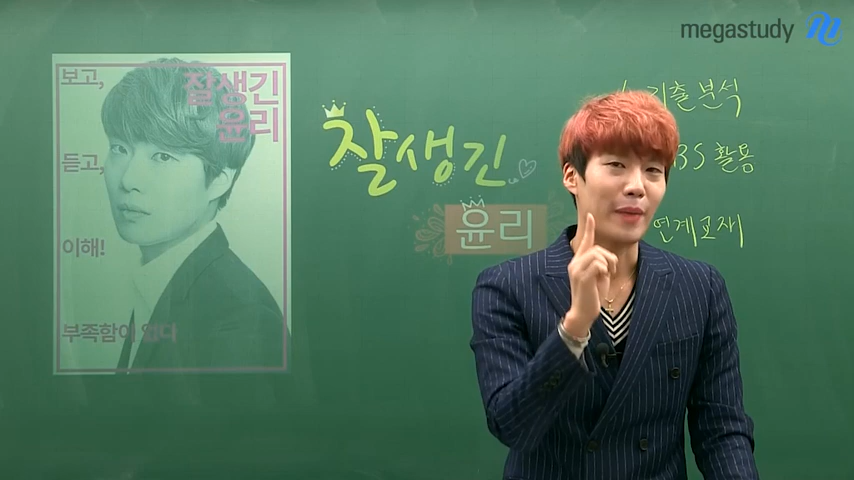 megastudy
보고,
잘생긴
윤리
듣고,
이해!
부족함이 없다
잘생긴
윤리
기출 분석
BS 활용
연계교재